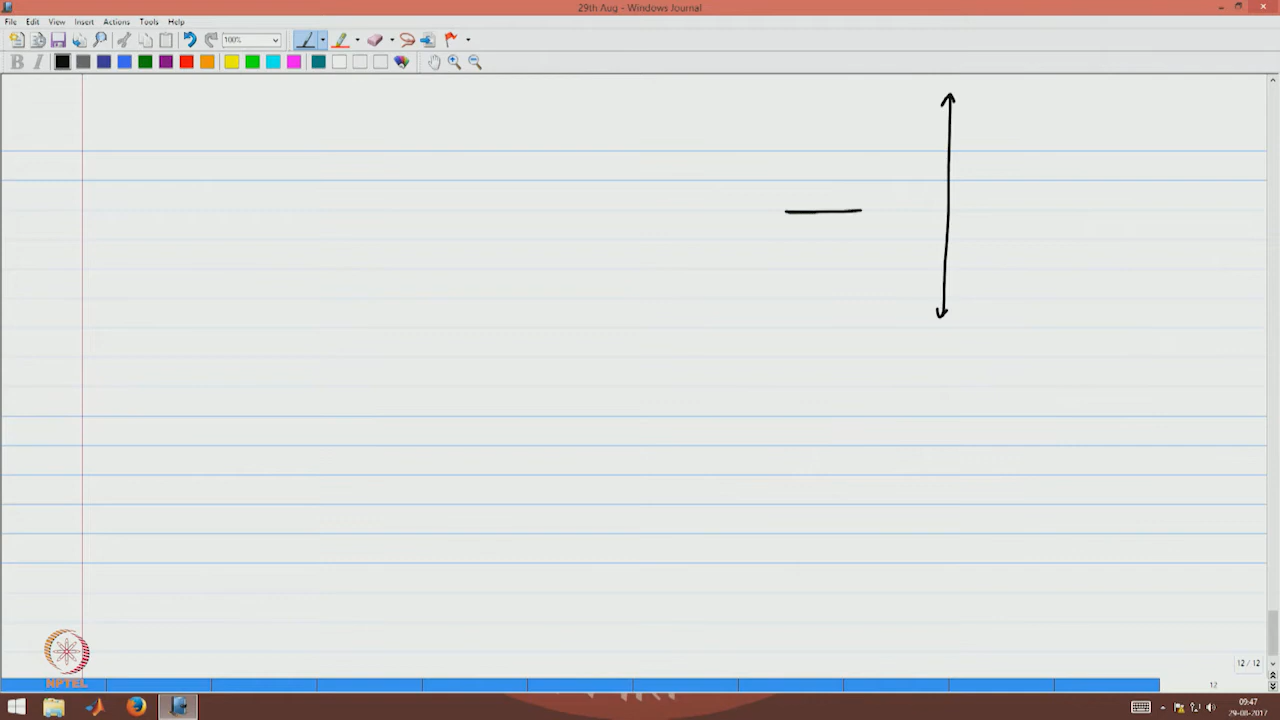 29th Aug - Windows Journal
File Edit View Insert Actions Tools Help
100%
B I
12 / 12
12
NPTEL
09:47
29-08-2017